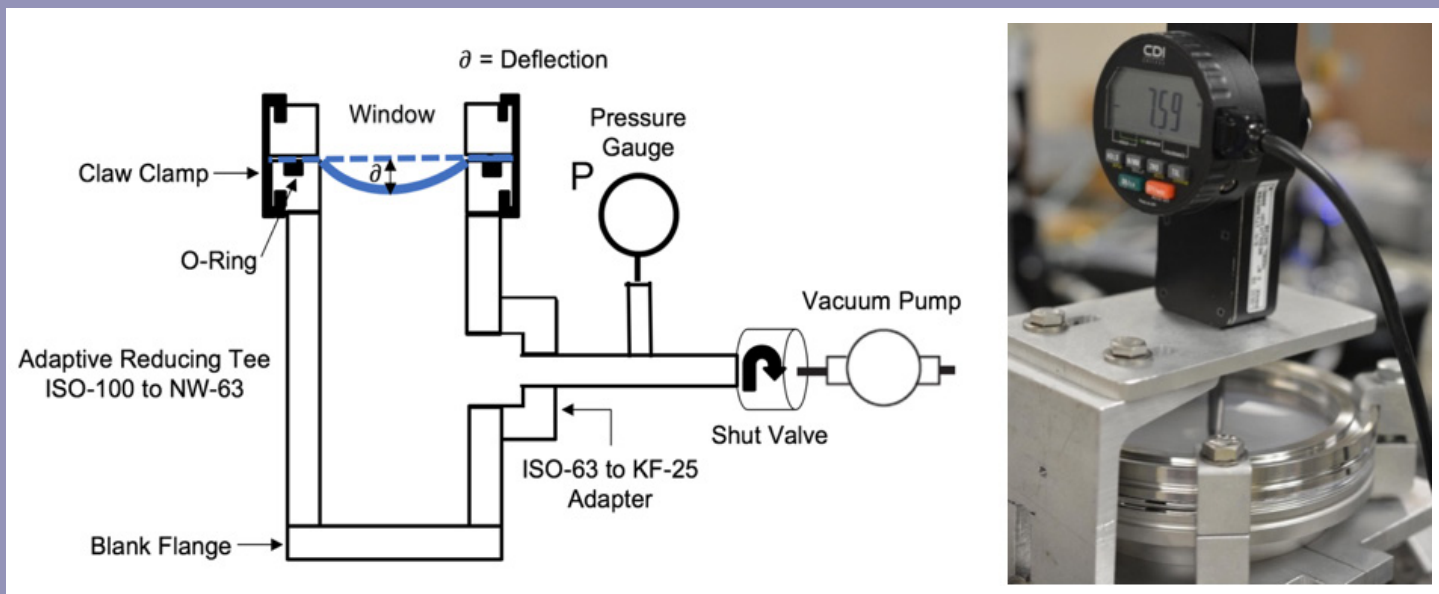 ∂ = Deflection
Window
Pressure
Gauge
P
Claw Clamp
∂
O-Ring
Vacuum Pump
Adaptive Reducing Tee
ISO-100 to NW-63
Shut Valve
ISO-63 to KF-25
Adapter
Blank Flange
CDI
7.59